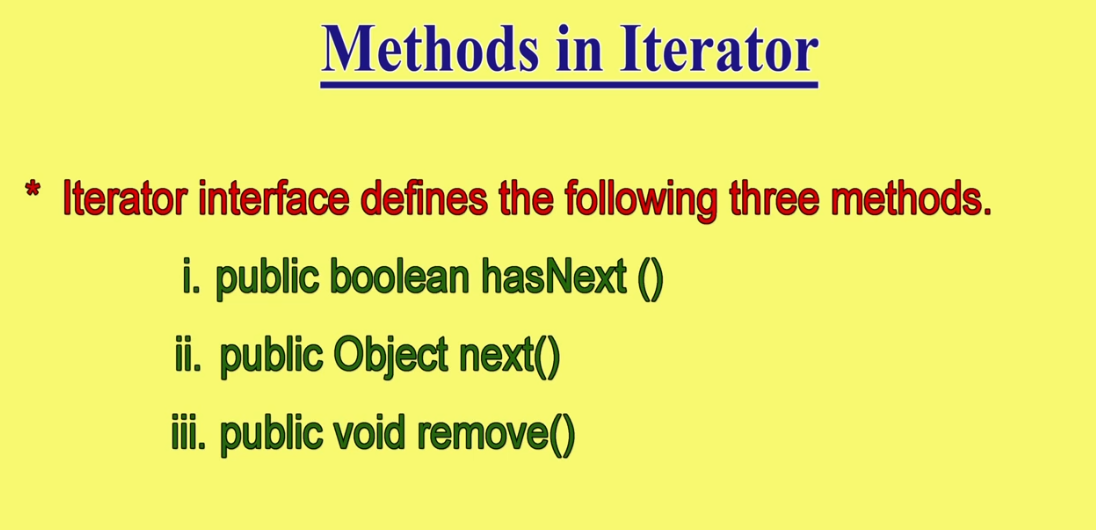 Methods in Iterator
* Iterator interface defines the following three methods.
i. public boolean hasNext ()
ii. public Object next()
iii. public void remove()